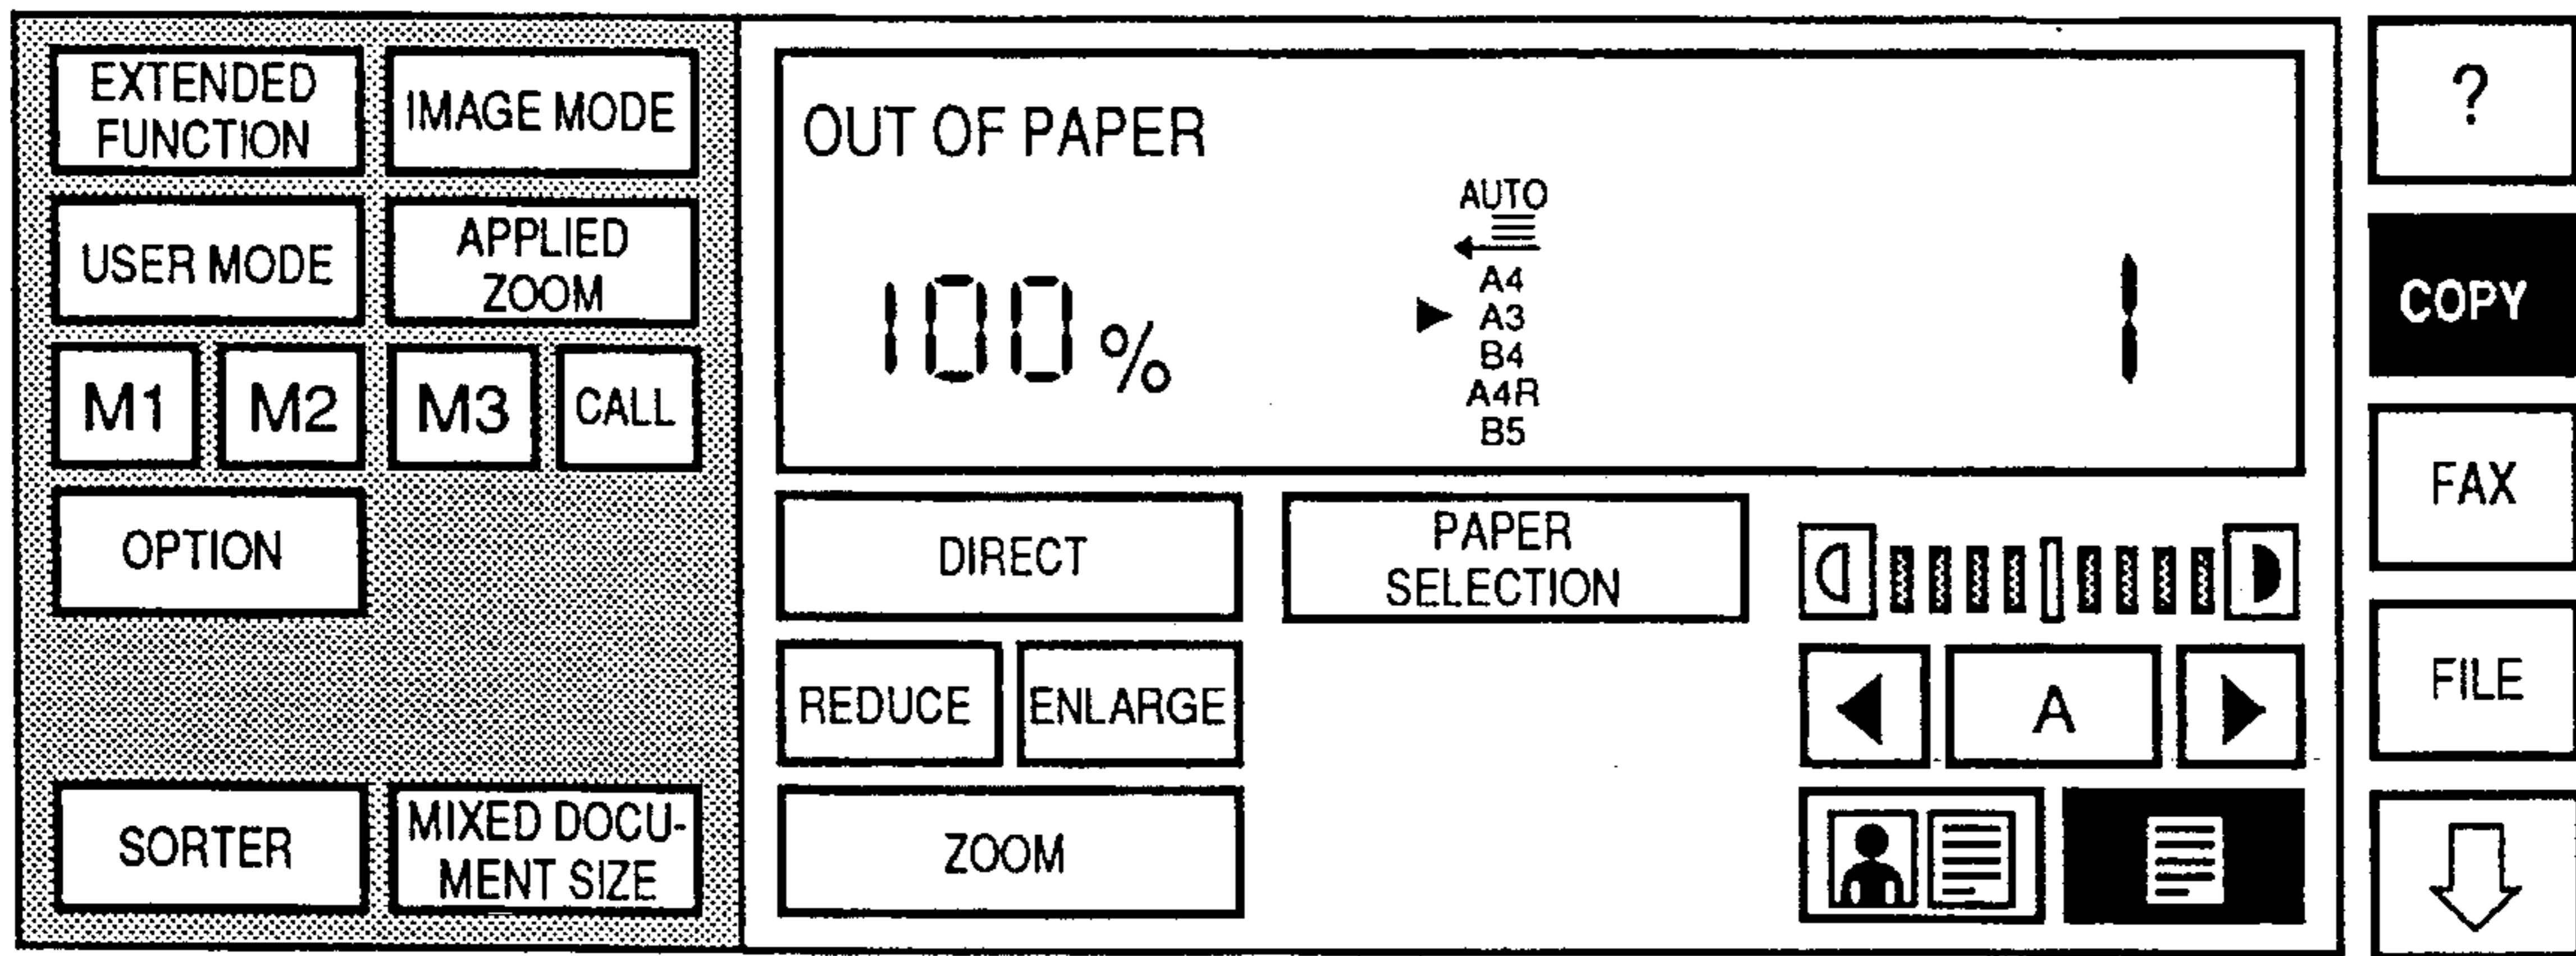 EXTENDED
FUNCTION
IMAGE MODE
USER MODE
APPLIED
ZOOM
M1
M2
M3
CALL
OPTION
SORTER
MIXED DOCU-
MENT SIZE
OUT OF PAPER
100%
AUTO
A4
A3
B4
A4R
B5
1
DIRECT
PAPER
SELECTION
REDUCE
ENLARGE
A
ZOOM
?
COPY
FAX
FILE